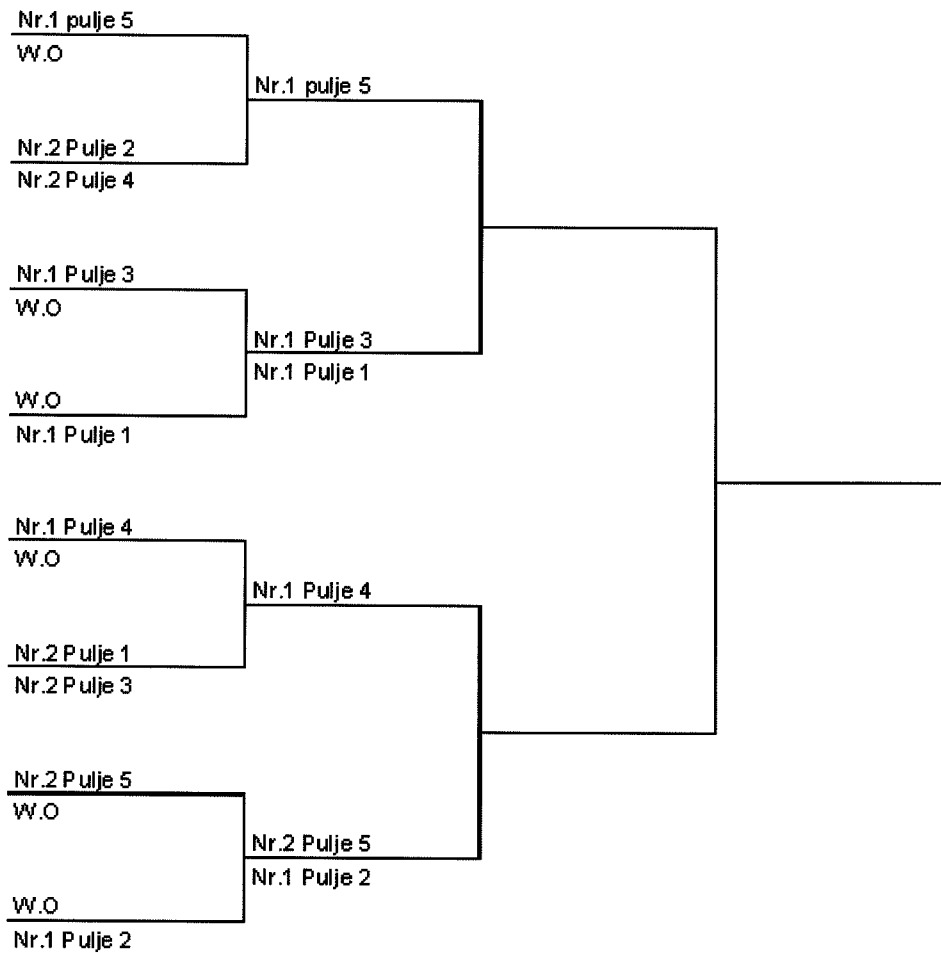 Nr.1 pulje 5
W.O
Nr.1 pulje 5
Nr.2 Pulje 2
Nr.2 Pulje 4
Nr.1 Pulje 3
W.O
Nr.1 Pulje 3
Nr.1 Pulje 1
W.O
Nr.1 Pulje 1
Nr.1 Pulje 4
W.O
Nr.1 Pulje 4
Nr.2 Pulje 1
Nr.2 Pulje 3
Nr.2 Pulje 5
W.O
Nr.2 Pulje 5
Nr.1 Pulje 2
W.O
Nr.1 Pulje 2